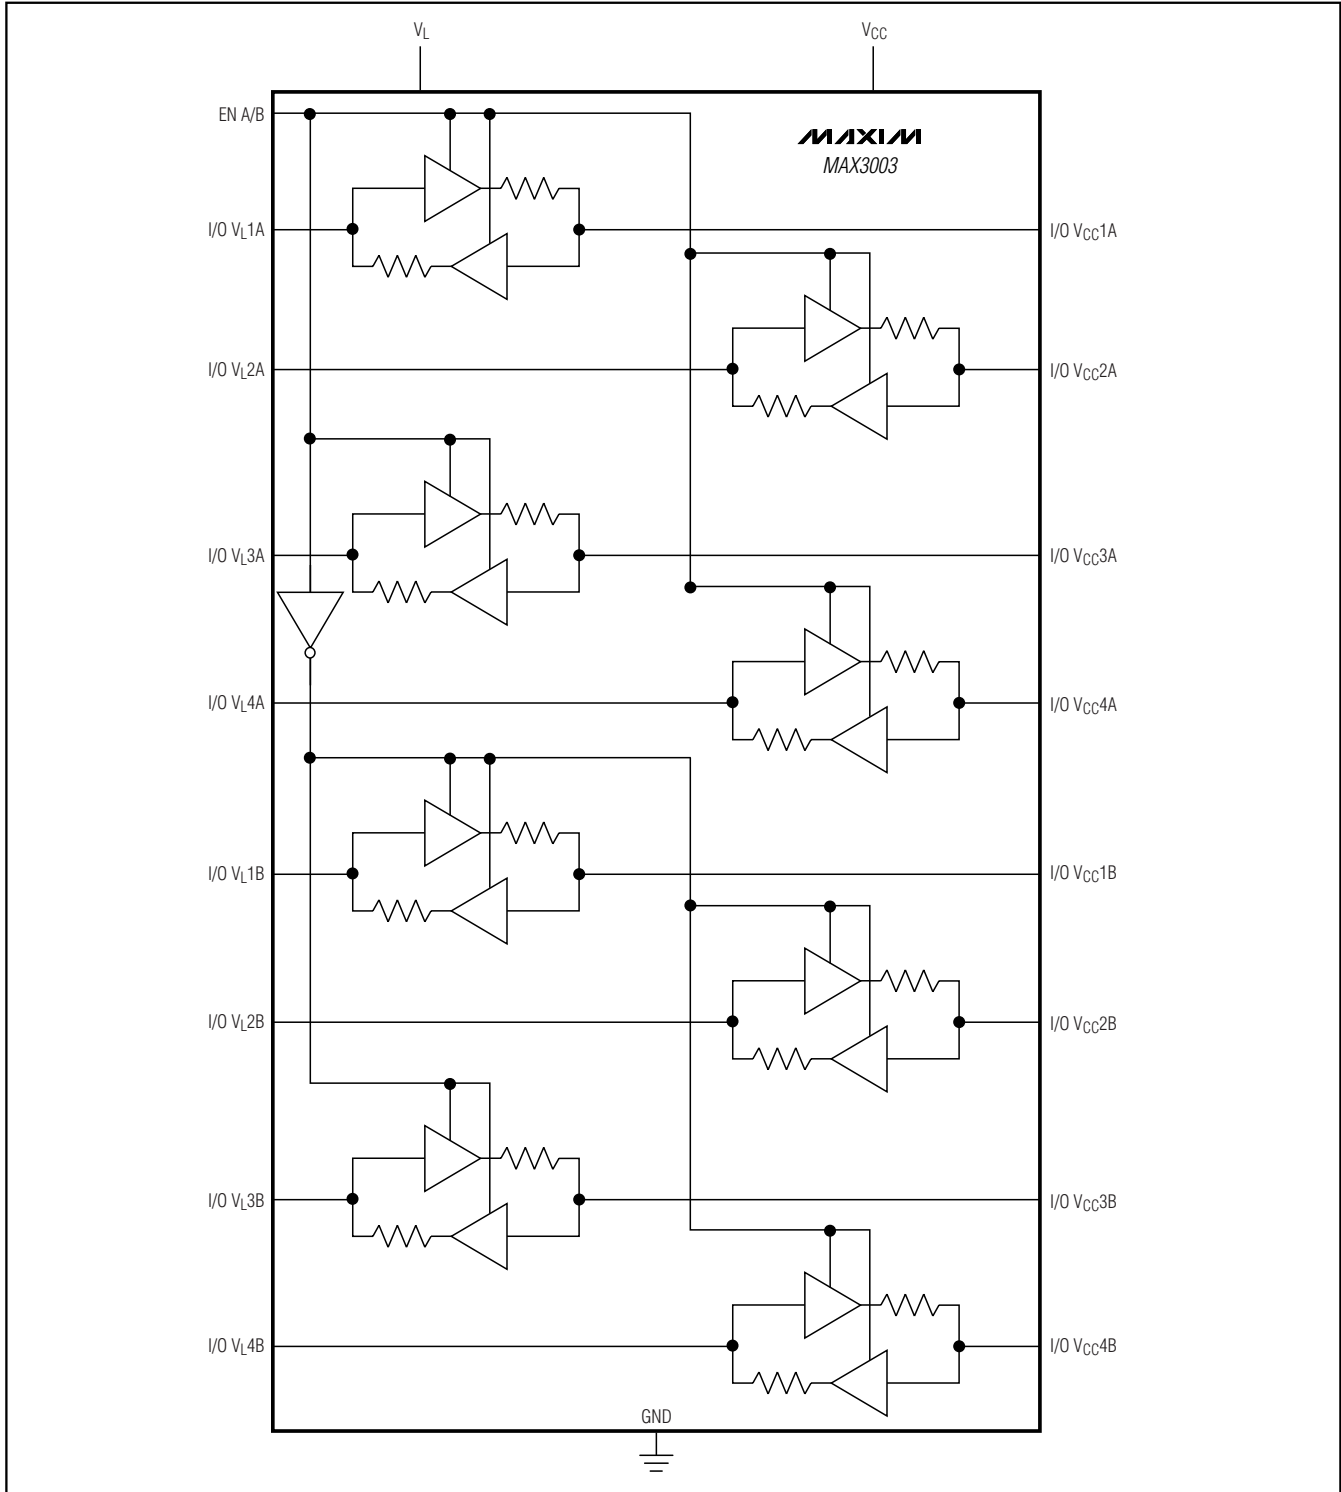 VL VCC
EN A/B
MAXIM
MAX3003
I/O VL1A I/O VCC1A
I/O VL2A I/O VCC2A
I/O VL3A I/O VCC3A
I/O VL4A I/O VCC4A
I/O VL1B I/O VCC1B
I/O VL2B I/O VCC2B
I/O VL3B I/O VCC3B
I/O VL4B I/O VCC4B
GND